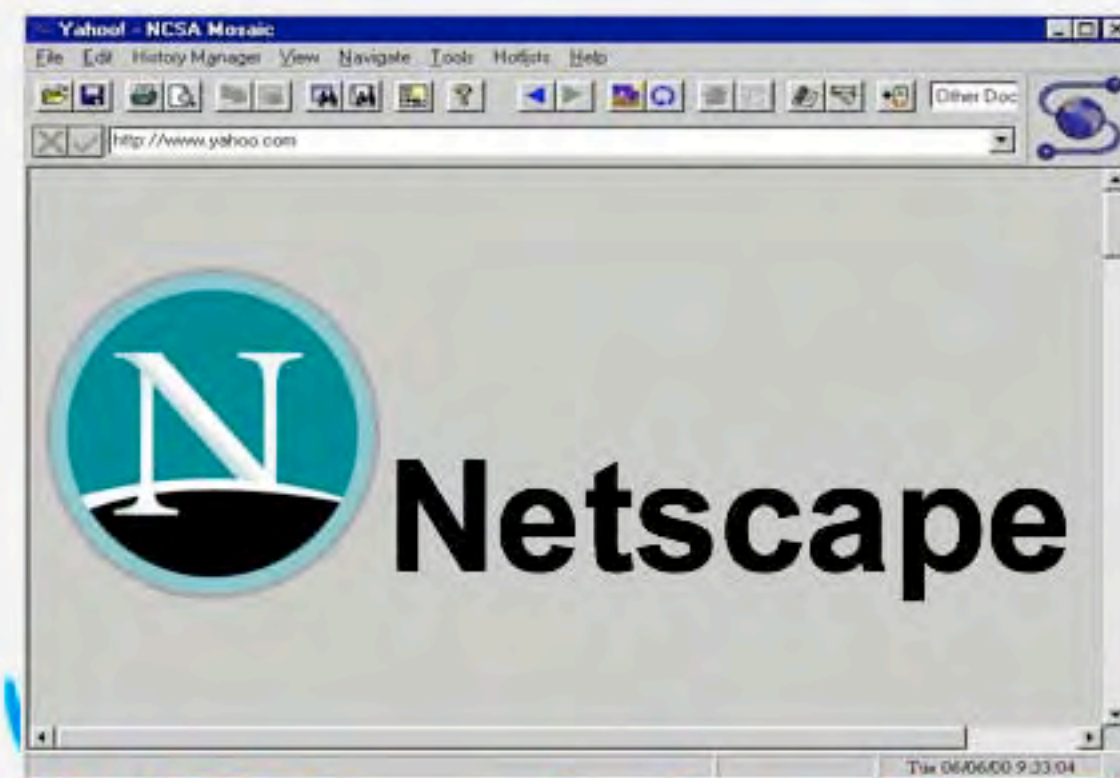 Yahoo! - NCSA Mosaic
File Edit History Manager View Navigate Tools Hotlists Help
Other Doc
http://www.yahoo.com
N
Netscape
Tue 06/06/00 9:33:04